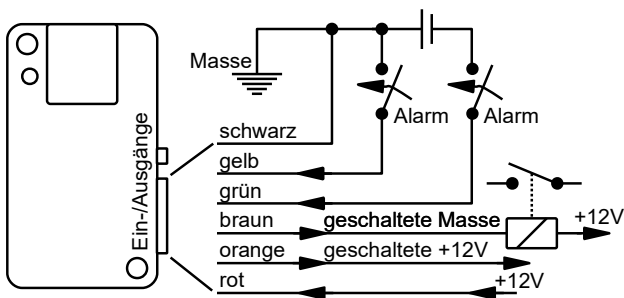 Masse
Alarm
Alarm
Ein-/Ausgänge
schwarz
gelb
grün
braun geschaltete Masse +12V
orange geschaltete +12V
rot +12V